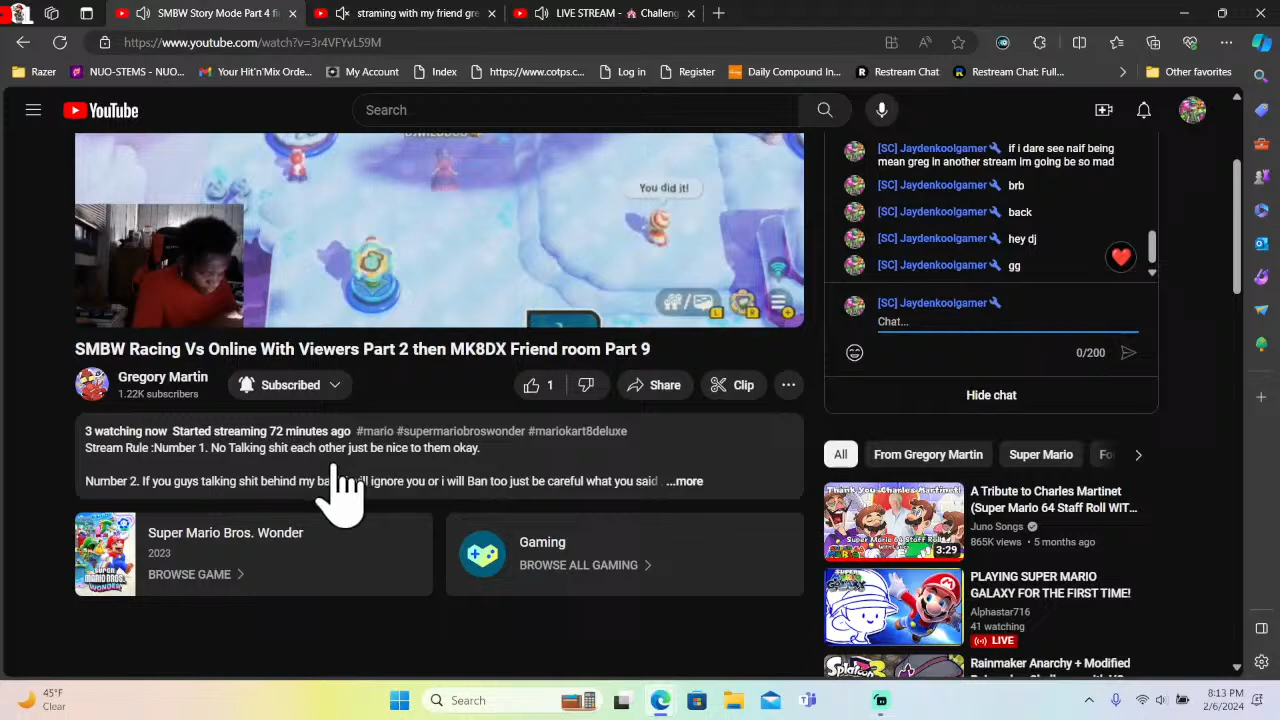 SMBW Story Mode Part 4 fi
straming with my friend gre
LIVE STREAM - 🏠 Challeng
https://www.youtube.com/watch?v=3r4VFYvL59M
Razer
NUO-STEMS - NUO...
Your Hit'n'Mix Orde...
My Account
Index
https://www.cotps.c...
Log in
Register
Daily Compound In...
Restream Chat
Restream Chat: Full...
Other favorites
YouTube
Search
You did it!
L
R
SMBW Racing Vs Online With Viewers Part 2 then MK8DX Friend room Part 9
Gregory Martin
1.22K subscribers
Subscribed
1
Share
Clip
3 watching now Started streaming 72 minutes ago #mario #supermariobroswonder #mariokart8deluxe
Stream Rule :Number 1. No Talking shit each other just be nice to them okay.
Number 2. If you guys talking shit behind my ignore you or i will Ban too just be careful what you said ...more
Super Mario Bros. Wonder
2023
BROWSE GAME
Gaming
BROWSE ALL GAMING
[SC] Jaydenkoolgamer if i dare see naif being
mean greg in another stream im going be so mad
[SC] Jaydenkoolgamer brb
[SC] Jaydenkoolgamer back
[SC] Jaydenkoolgamer hey dj
[SC] Jaydenkoolgamer gg
[SC] Jaydenkoolgamer
Chat...
0/200
Hide chat
All
From Gregory Martin
Super Mario
Fo
Thank You Charles Martinet!
3:29
A Tribute to Charles Martinet
(Super Mario 64 Staff Roll WIT...
Juno Songs
865K views • 5 months ago
PLAYING SUPER MARIO
GALAXY FOR THE FIRST TIME!
Alphastar716
41 watching
LIVE
Splatoon 3
Rainmaker Anarchy + Modified
45°F
Clear
Search
8:13 PM
2/6/2024